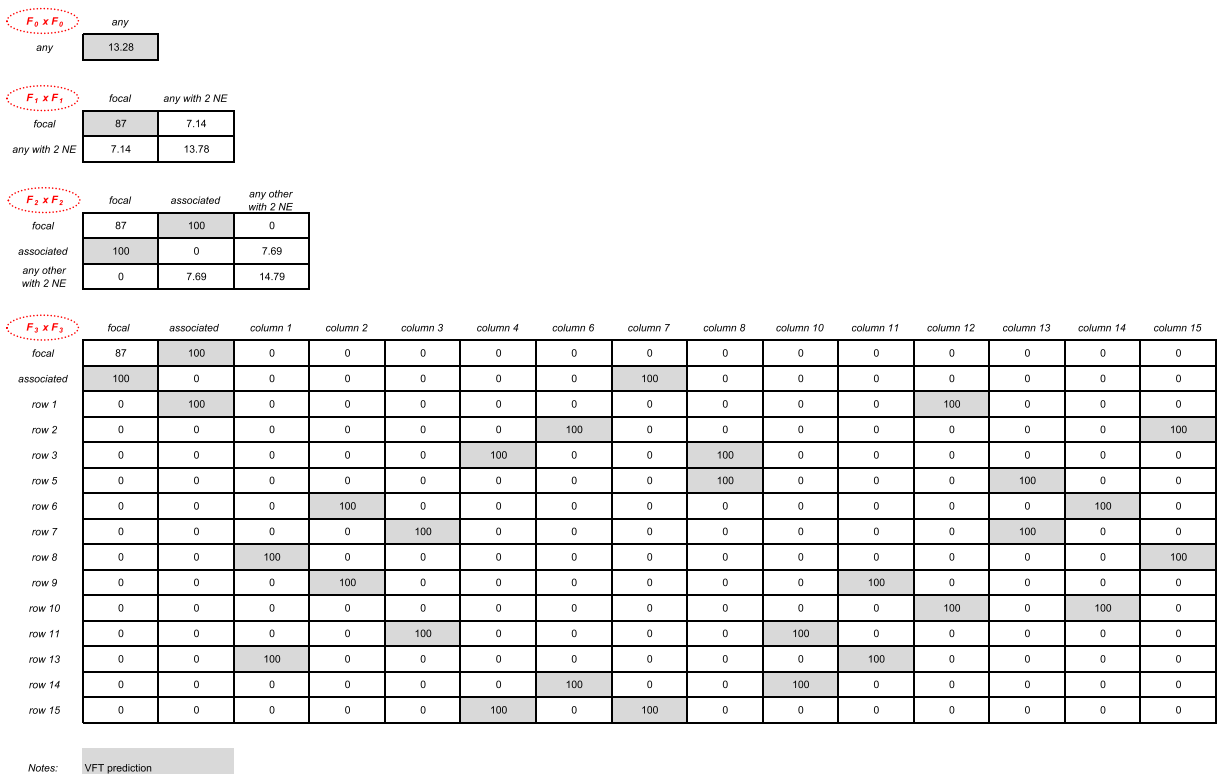 F₀ x F₀ any
any 13.28
F₁ x F₁ focal any with 2 NE
focal 87 7.14
any with 2 NE 7.14 13.78
F₂ x F₂ focal associated any other with 2 NE
focal 87 100 0
associated 100 0 7.69
any other with 2 NE 0 7.69 14.79
F₃ x F₃ focal associated column 1 column 2 column 3 column 4 column 6 column 7 column 8 column 10 column 11 column 12 column 13 column 14 column 15
focal 87 100 0 0 0 0 0 0 0 0 0 0 0 0 0
associated 100 0 0 0 0 0 0 100 0 0 0 0 0 0 0
row 1 0 100 0 0 0 0 0 0 0 0 0 100 0 0 0
row 2 0 0 0 0 0 0 100 0 0 0 0 0 0 0 100
row 3 0 0 0 0 0 100 0 0 100 0 0 0 0 0 0
row 5 0 0 0 0 0 0 0 0 100 0 0 0 100 0 0
row 6 0 0 0 100 0 0 0 0 0 0 0 0 0 100 0
row 7 0 0 0 0 100 0 0 0 0 0 0 0 100 0 0
row 8 0 0 100 0 0 0 0 0 0 0 0 0 0 0 100
row 9 0 0 0 100 0 0 0 0 0 0 100 0 0 0 0
row 10 0 0 0 0 0 0 0 0 0 0 0 100 0 100 0
row 11 0 0 0 0 100 0 0 0 0 100 0 0 0 0 0
row 13 0 0 100 0 0 0 0 0 0 0 100 0 0 0 0
row 14 0 0 0 0 0 0 100 0 0 100 0 0 0 0 0
row 15 0 0 0 0 0 100 0 100 0 0 0 0 0 0 0
Notes: VFT prediction